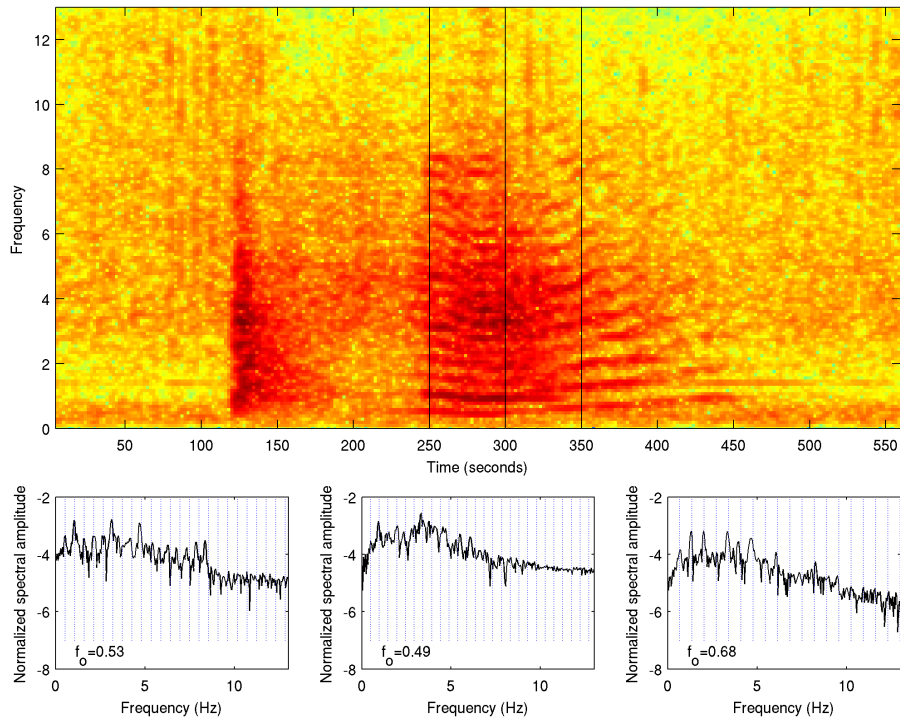 12
10
8
6
4
2
0
Frequency
50 100 150 200 250 300 350 400 450 500 550
Time (seconds)
Normalized spectral amplitude
-2
-4
-6
-8
fo=0.53
0 5 10
Frequency (Hz)
Normalized spectral amplitude
-2
-4
-6
-8
fo=0.49
0 5 10
Frequency (Hz)
Normalized spectral amplitude
-2
-4
-6
-8
fo=0.68
0 5 10
Frequency (Hz)